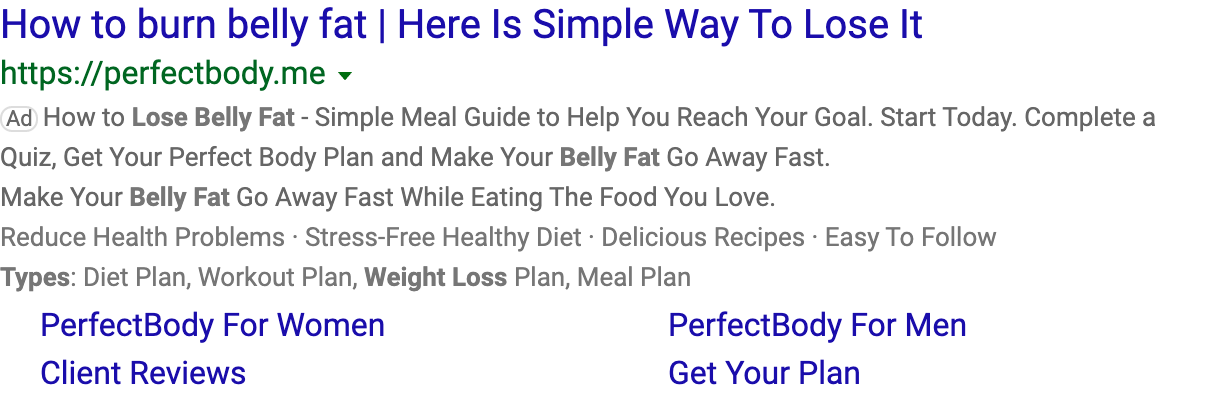 How to burn belly fat | Here Is Simple Way To Lose It
https://perfectbody.me
Ad How to Lose Belly Fat - Simple Meal Guide to Help You Reach Your Goal. Start Today. Complete a
Quiz, Get Your Perfect Body Plan and Make Your Belly Fat Go Away Fast.
Make Your Belly Fat Go Away Fast While Eating The Food You Love.
Reduce Health Problems · Stress-Free Healthy Diet · Delicious Recipes · Easy To Follow
Types: Diet Plan, Workout Plan, Weight Loss Plan, Meal Plan
PerfectBody For Women PerfectBody For Men
Client Reviews Get Your Plan